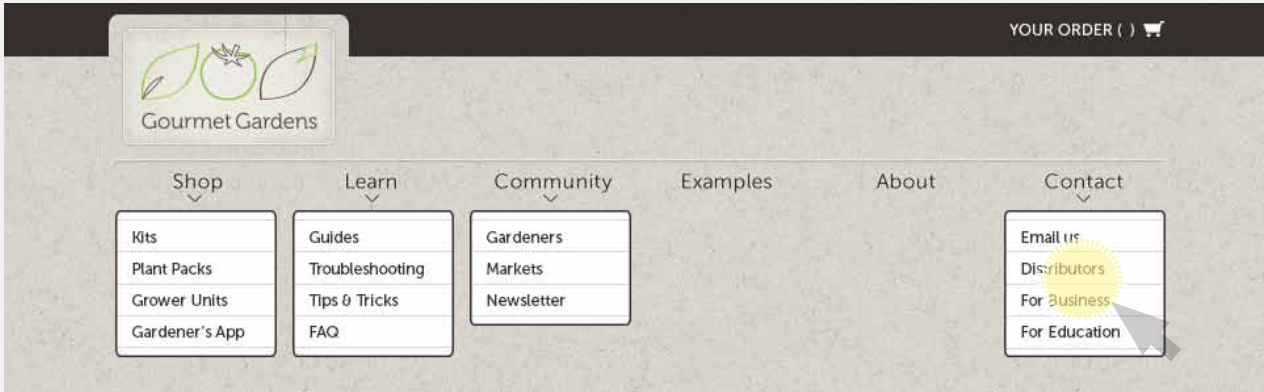 YOUR ORDER ( )
Gourmet Gardens
Shop Learn Community Examples About Contact
Kits
Plant Packs
Grower Units
Gardener's App
Guides
Troubleshooting
Tips & Tricks
FAQ
Gardeners
Markets
Newsletter
Email us
Distributors
For Business
For Education